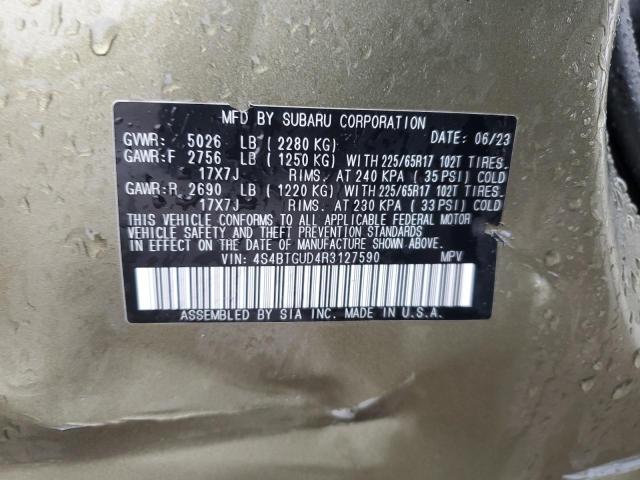 MFD BY SUBARU CORPORATION
GVWR: 5026 LB ( 2280 KG) DATE: 06/23
GAWR:F 2756 LB ( 1250 KG) WITH 225/65R17 102T TIRES.
17X7J RIMS. AT 240 KPA ( 35 PSI) COLD
GAWR:R 2690 LB ( 1220 KG) WITH 225/65R17 102T TIRES.
17X7J RIMS. AT 230 KPA ( 33 PSI) COLD
THIS VEHICLE CONFORMS TO ALL APPLICABLE FEDERAL MOTOR
VEHICLE SAFETY AND THEFT PREVENTION STANDARDS IN
EFFECT ON THE DATE OF MANUFACTURE SHOWN ABOVE.
VIN: 4S4BTGUD4R3127590 MPV
ASSEMBLED BY SIA INC. MADE IN U.S.A.